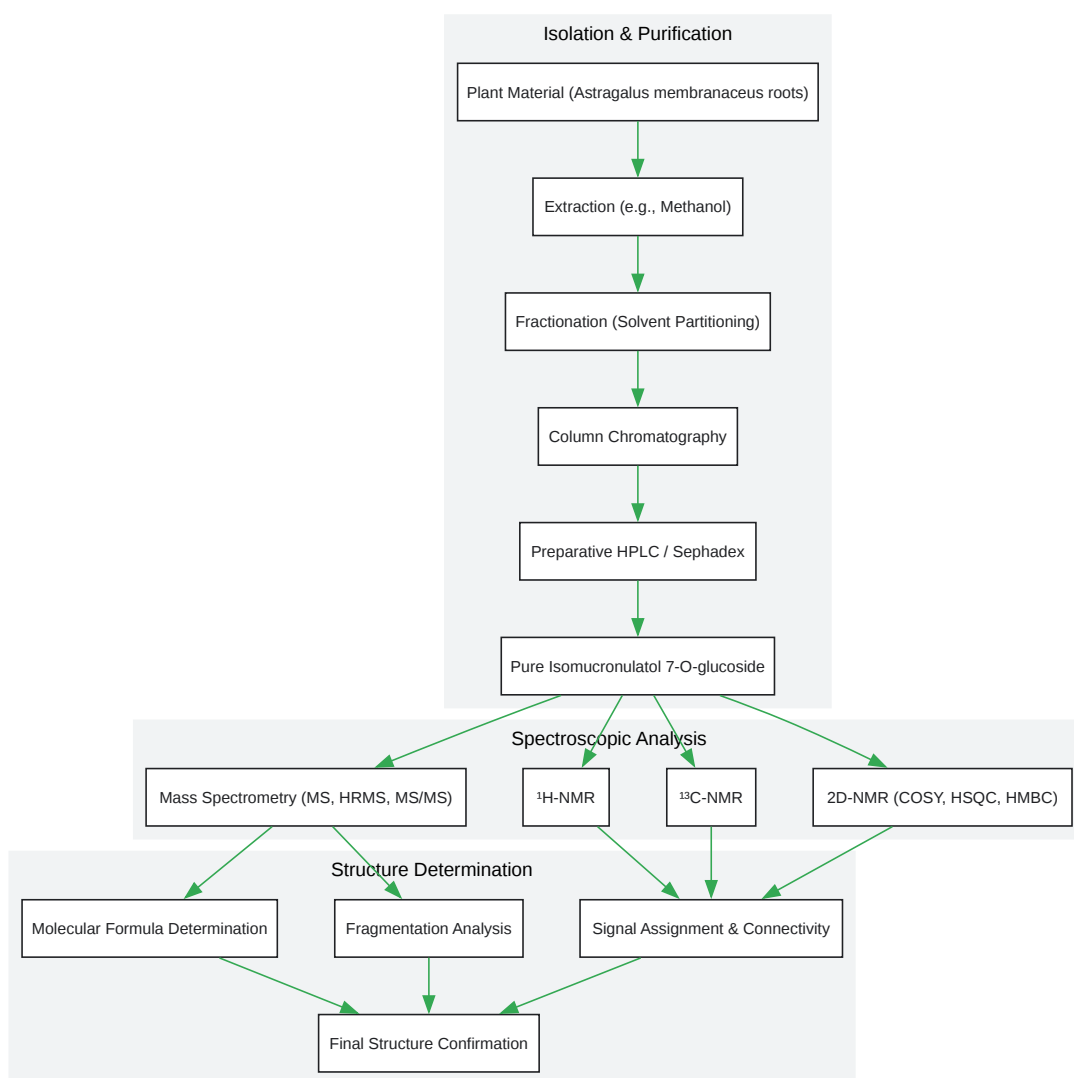 Isolation & Purification
Plant Material (Astragalus membranaceus roots)
Extraction (e.g., Methanol)
Fractionation (Solvent Partitioning)
Column Chromatography
Preparative HPLC / Sephadex
Pure Isomucronulatol 7-O-glucoside
Spectroscopic Analysis
Mass Spectrometry (MS, HRMS, MS/MS)
¹H-NMR
¹³C-NMR
2D-NMR (COSY, HSQC, HMBC)
Structure Determination
Molecular Formula Determination
Fragmentation Analysis
Signal Assignment & Connectivity
Final Structure Confirmation